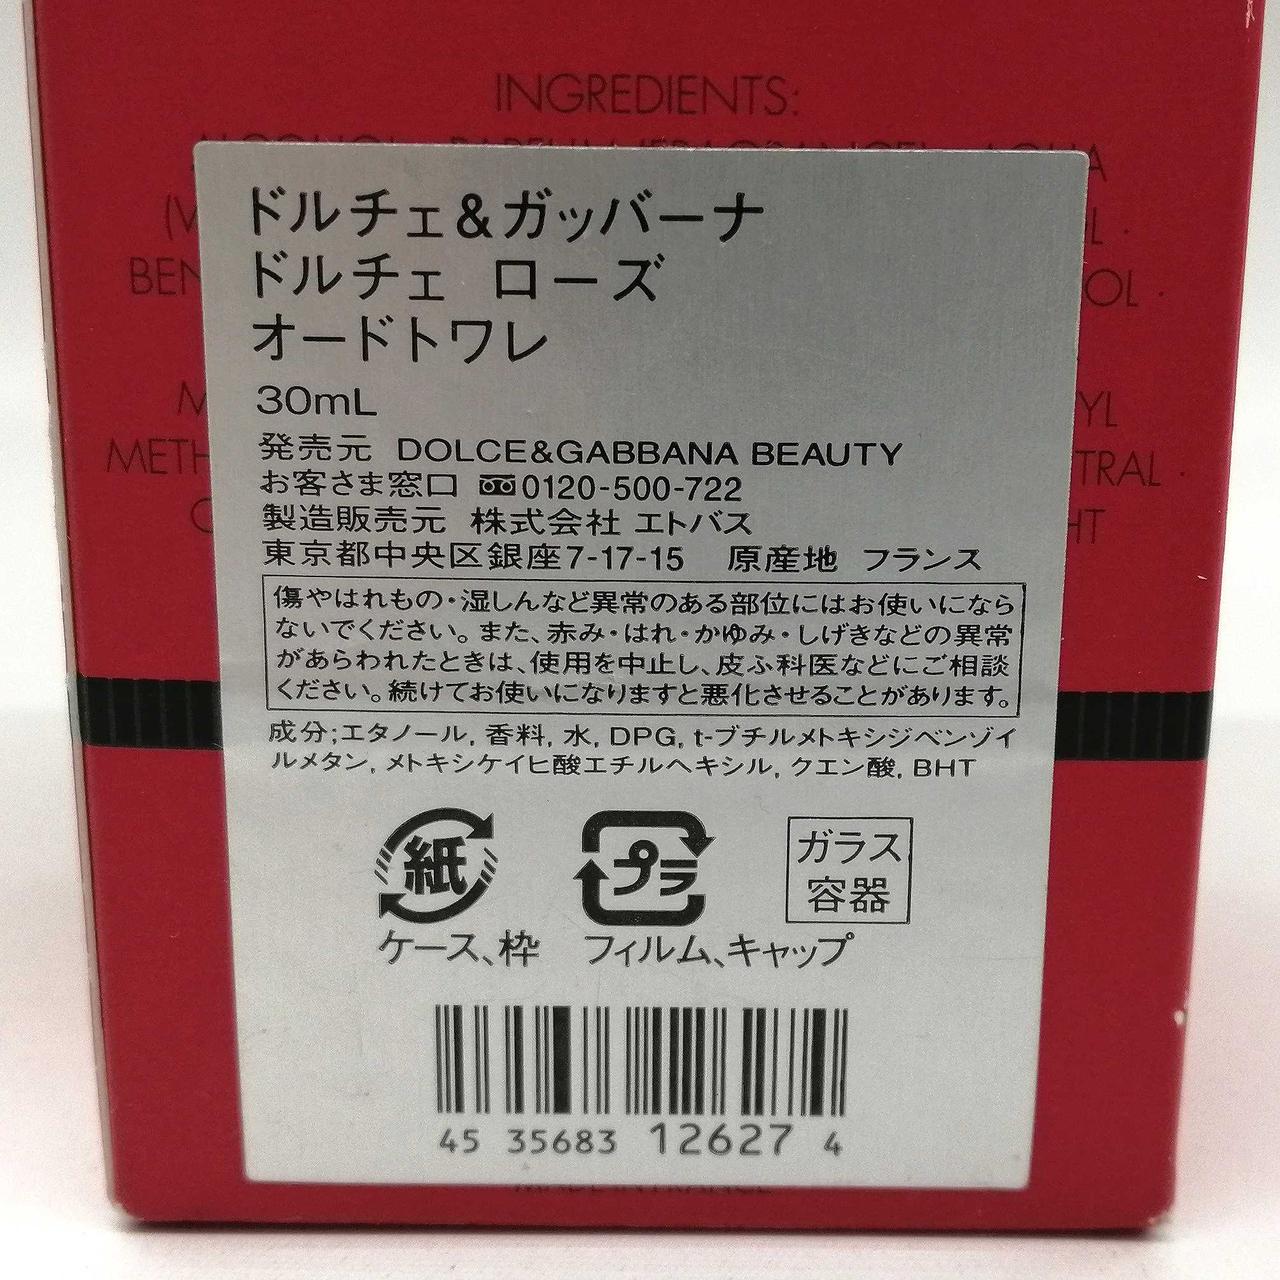 INGREDIENTS:
AQUA
ドルチェ&ガッバーナ
ドルチェ ローズ
オードトワレ
30mL
発売元 DOLCE&GABBANA BEAUTY
お客さま窓口 0120-500-722
製造販売元 株式会社 エトバス
東京都中央区銀座7-17-15 原産地 フランス
傷やはれもの・湿しんなど異常のある部位にはお使いになら
ないでください。また、赤み・はれ・かゆみ・しげきなどの異常
があらわれたときは、使用を中止し、皮ふ科医などにご相談
ください。続けてお使いになりますと悪化させることがあります。
成分;エタノール, 香料, 水, DPG, t-ブチルメトキシジベンゾイ
ルメタン, メトキシケイヒ酸エチルヘキシル, クエン酸, BHT
紙 プラ ガラス
容器
ケース、枠 フィルム、キャップ
45 35683 12627 4